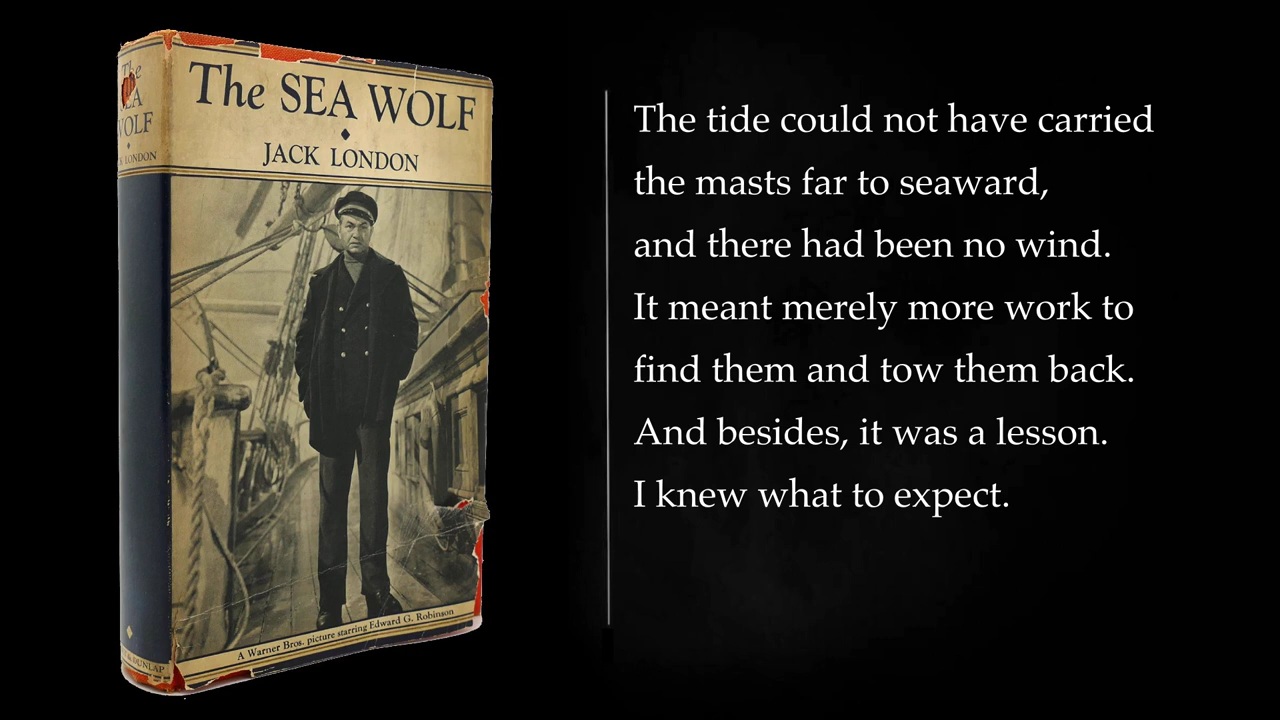 The
SEA
WOLF
LONDON
DUNLAP
The SEA WOLF
JACK LONDON
A Warner Bros. picture starring Edward G. Robinson
The tide could not have carried
the masts far to seaward,
and there had been no wind.
It meant merely more work to
find them and tow them back.
And besides, it was a lesson.
I knew what to expect.